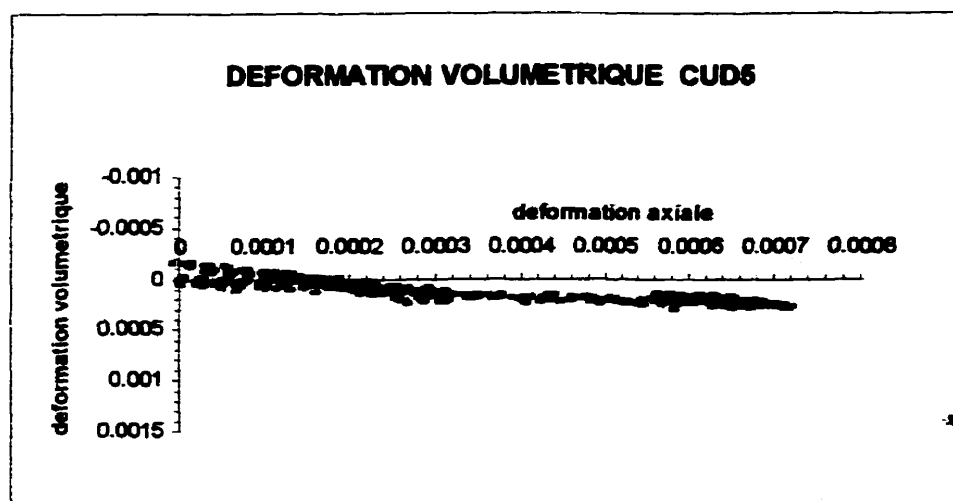 DEFORMATION VOLUMETRIQUE CUD5
deformation volumetrique
-0.001
-0.0005
0
0.0005
0.001
0.0015
deformation axiale
0 0.0001 0.0002 0.0003 0.0004 0.0005 0.0006 0.0007 0.0008